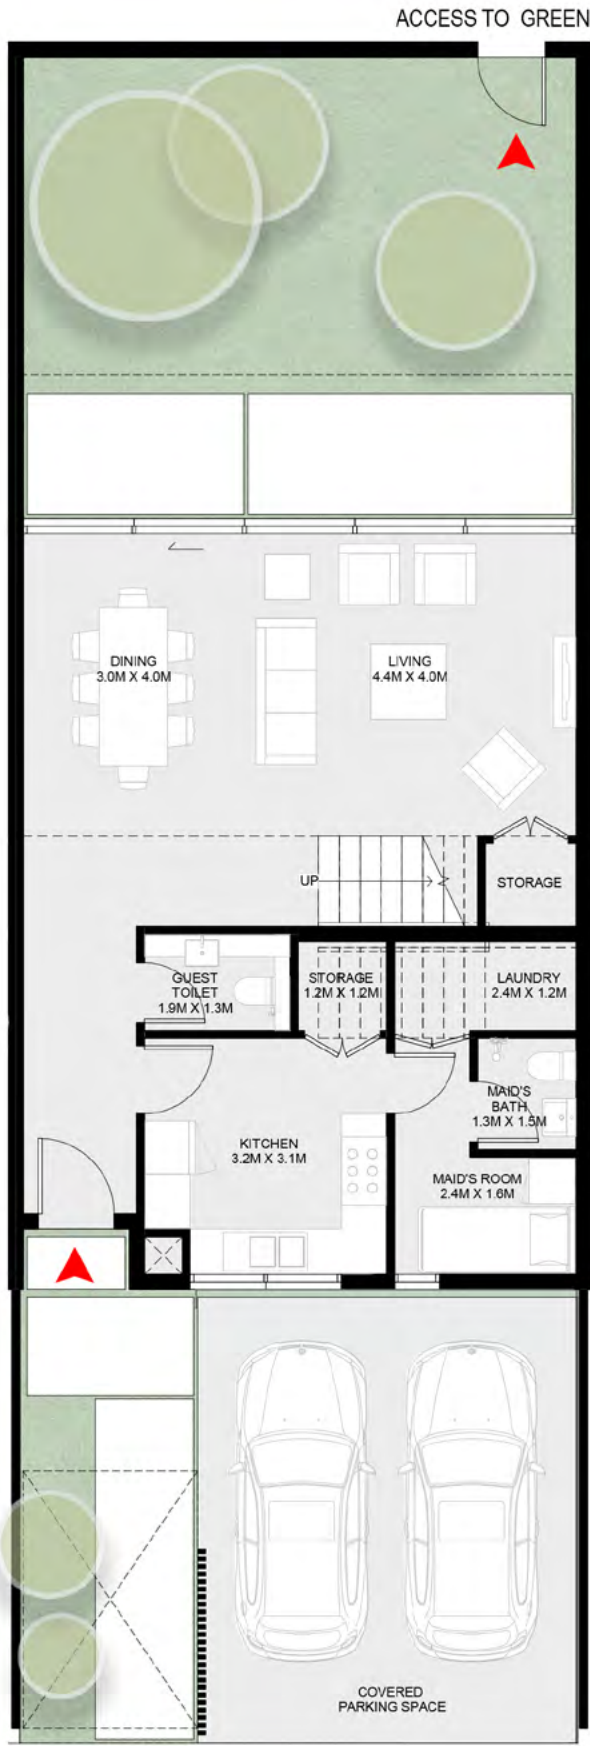 ACCESS TO GREEN
DINING
3.0M X 4.0M
LIVING
4.4M X 4.0M
UP
STORAGE
GUEST
TOILET
1.9M X 1.3M
STORAGE
1.2M X 1.2M
LAUNDRY
2.4M X 1.2M
MAID'S
BATH
1.3M X 1.5M
KITCHEN
3.2M X 3.1M
MAID'S ROOM
2.4M X 1.6M
COVERED
PARKING SPACE